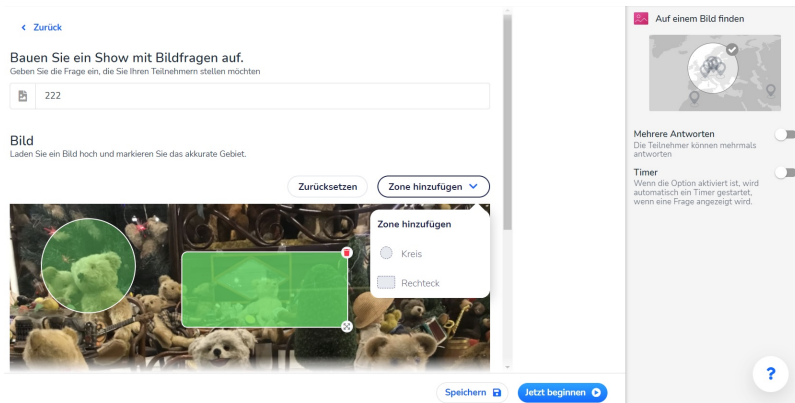 Zurück
Bauen Sie ein Show mit Bildfragen auf.
Geben Sie die Frage ein, die Sie Ihren Teilnehmern stellen möchten
222
Bild
Laden Sie ein Bild hoch und markieren Sie das akkurate Gebiet.
Zurücksetzen
Zone hinzufügen
Zone hinzufügen
Kreis
Rechteck
Speichern
Jetzt beginnen
Auf einem Bild finden
Mehrere Antworten
Die Teilnehmer können mehrmals
antworten
Timer
Wenn die Option aktiviert ist, wird
automatisch ein Timer gestartet,
wenn eine Frage angezeigt wird.
?